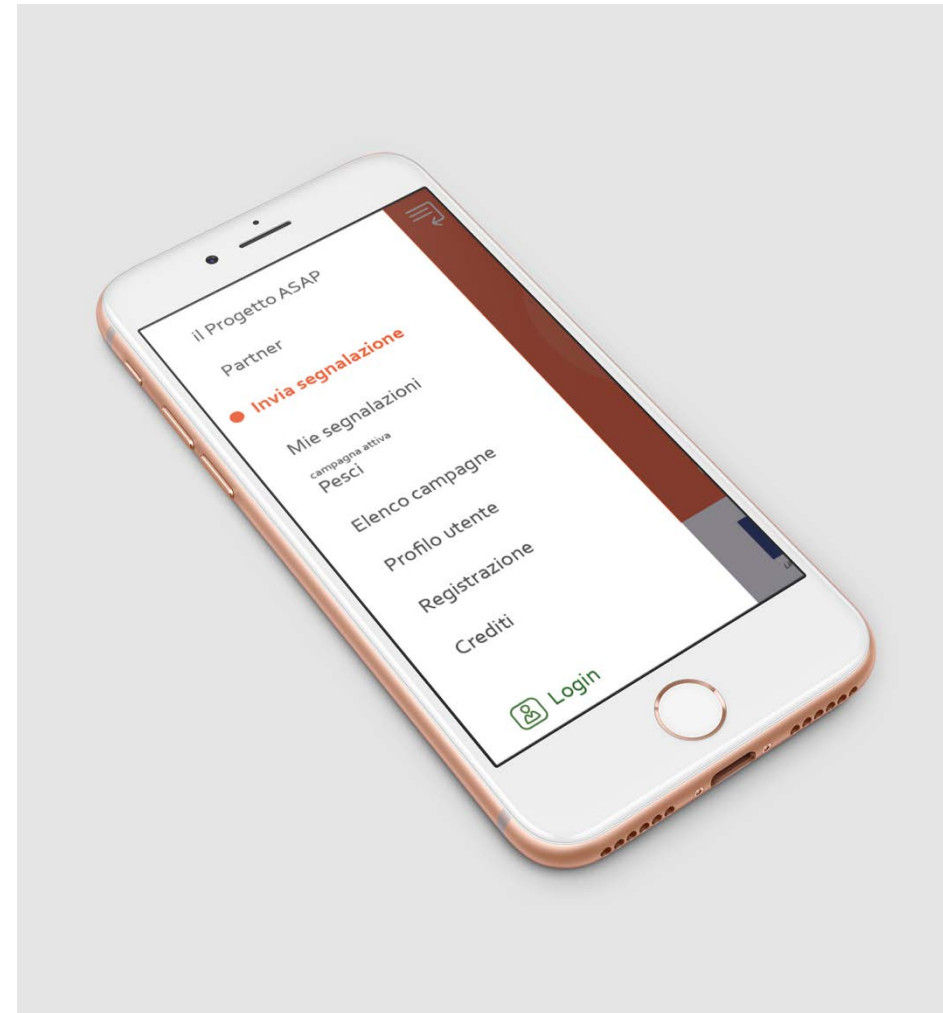 il Progetto ASAP
Partner
Invia segnalazione
Mie segnalazioni
campagna attiva
Pesci
Elenco campagne
Profilo utente
Registrazione
Crediti
Login